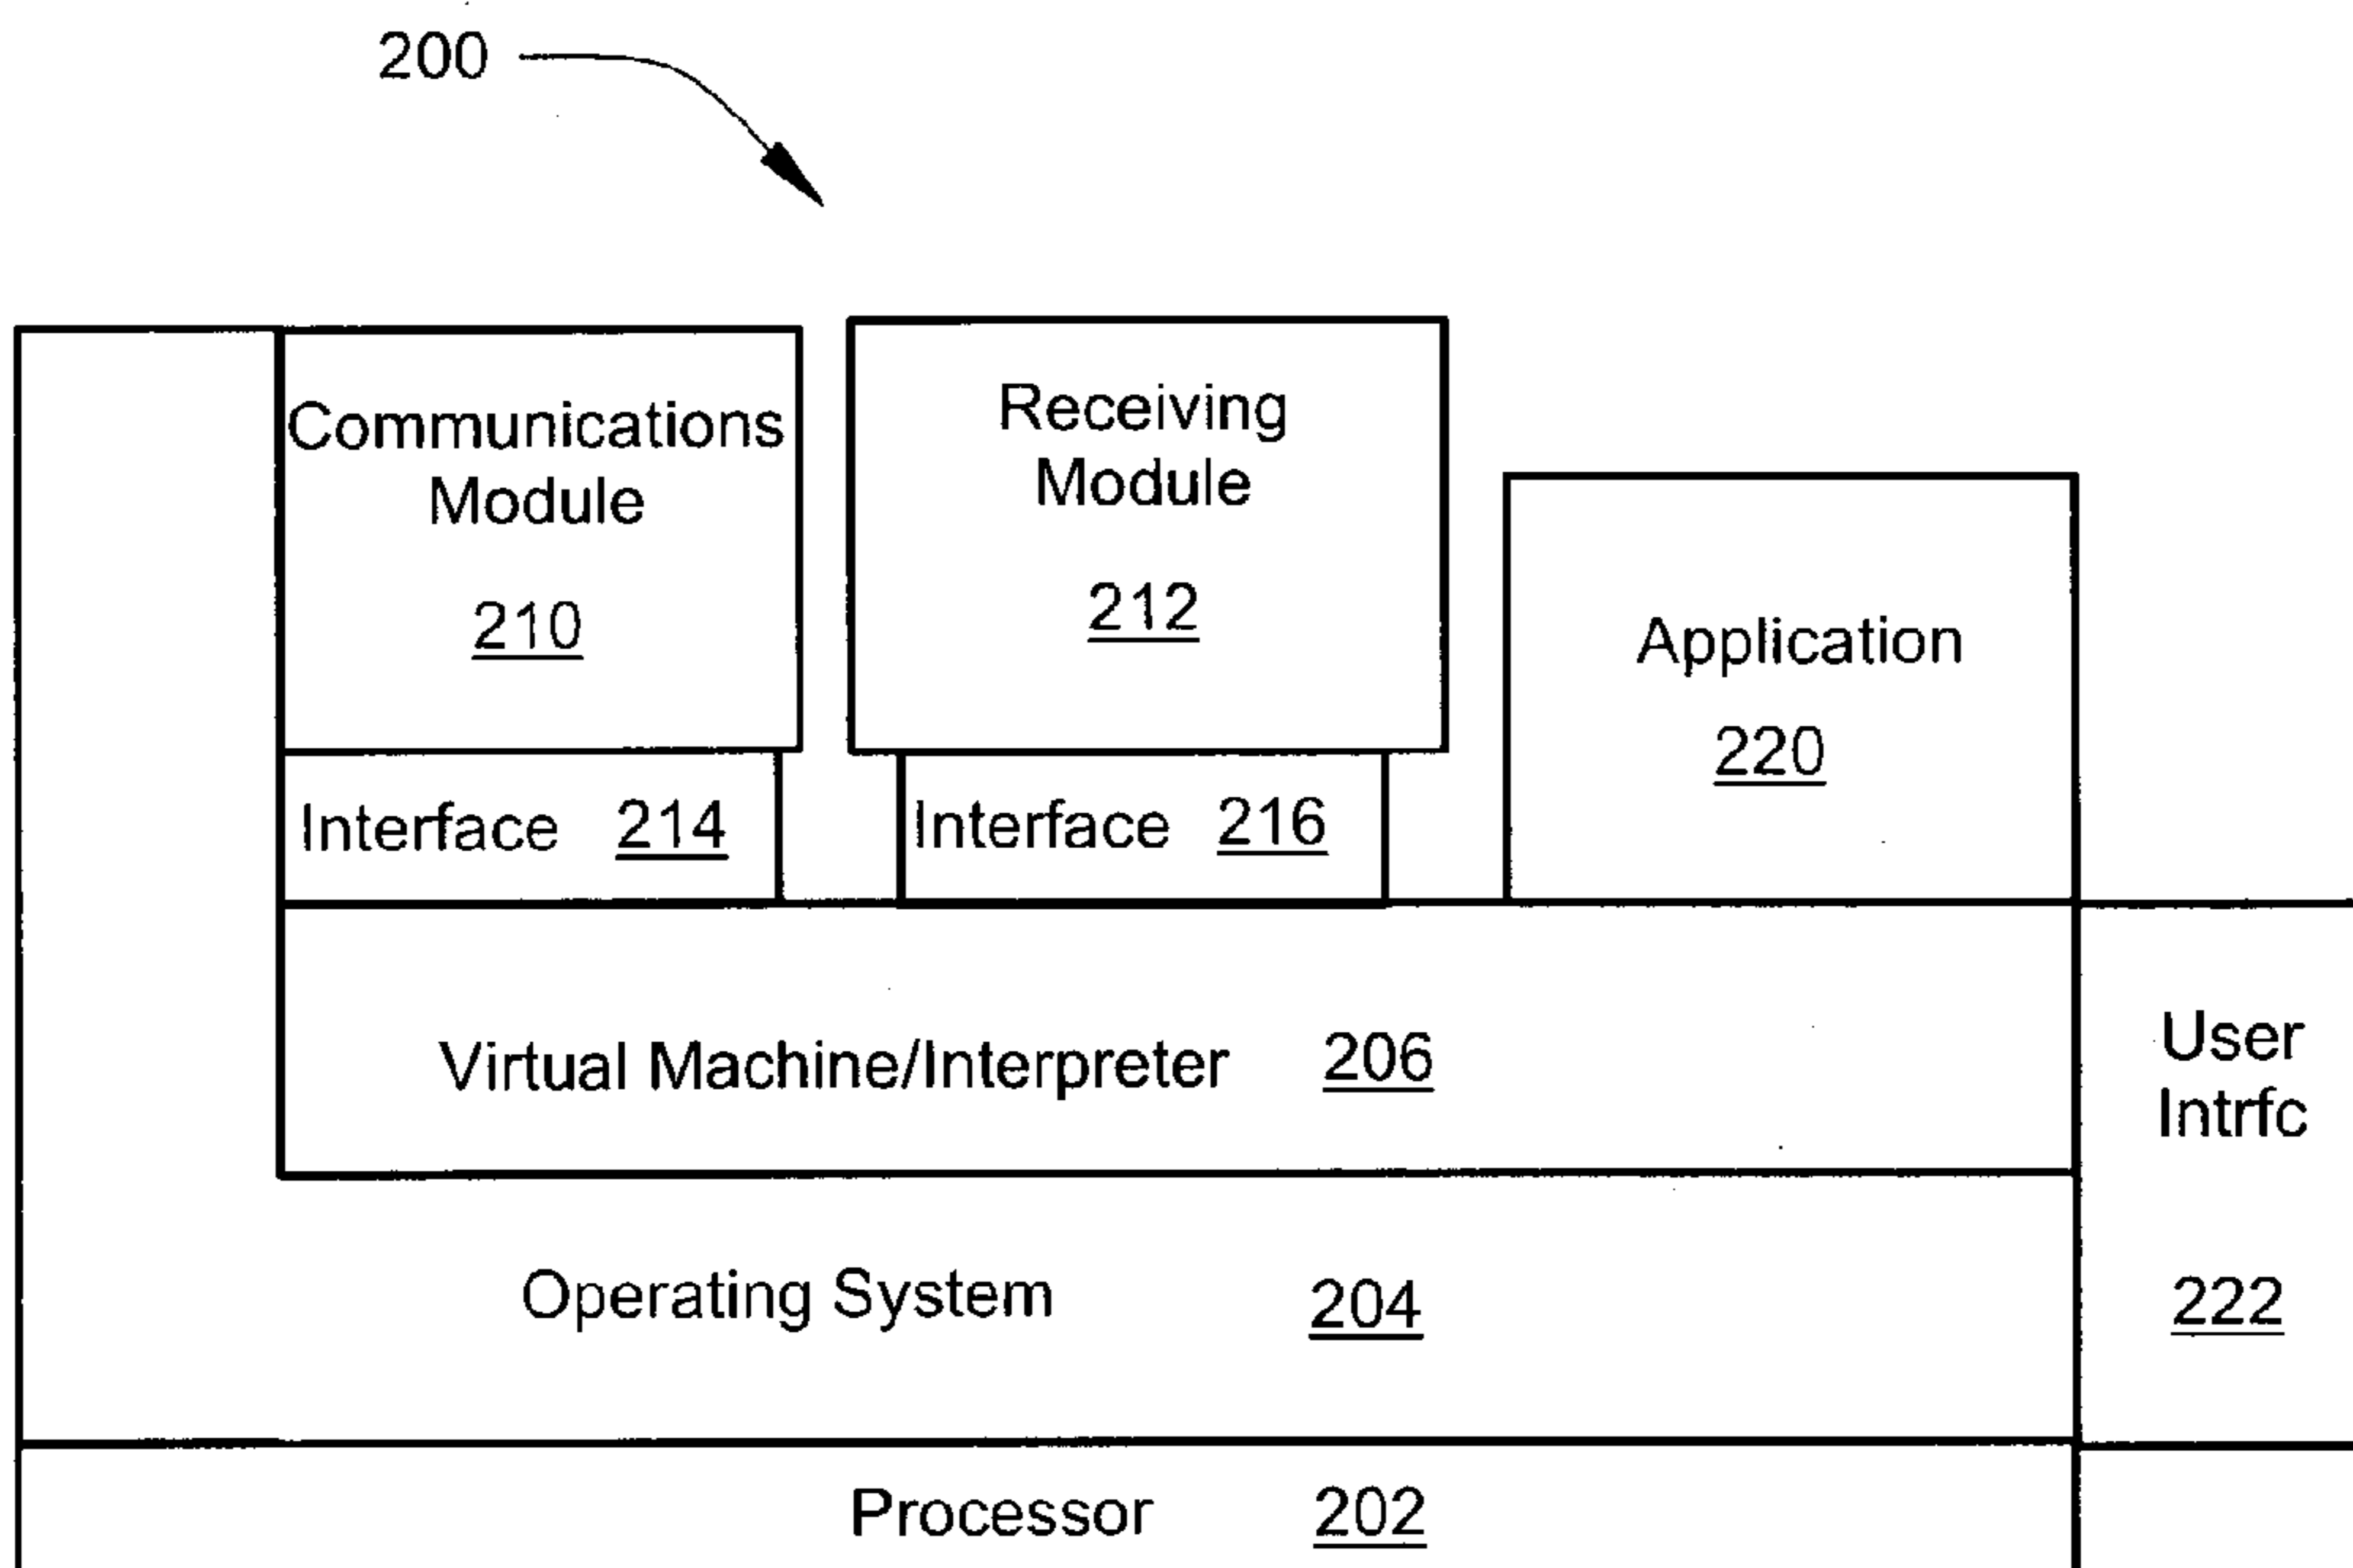 200
Communications
Module
210
Receiving
Module
212
Application
220
Interface 214
Interface 216
Virtual Machine/Interpreter 206
User
Intrfc
222
Operating System 204
Processor 202